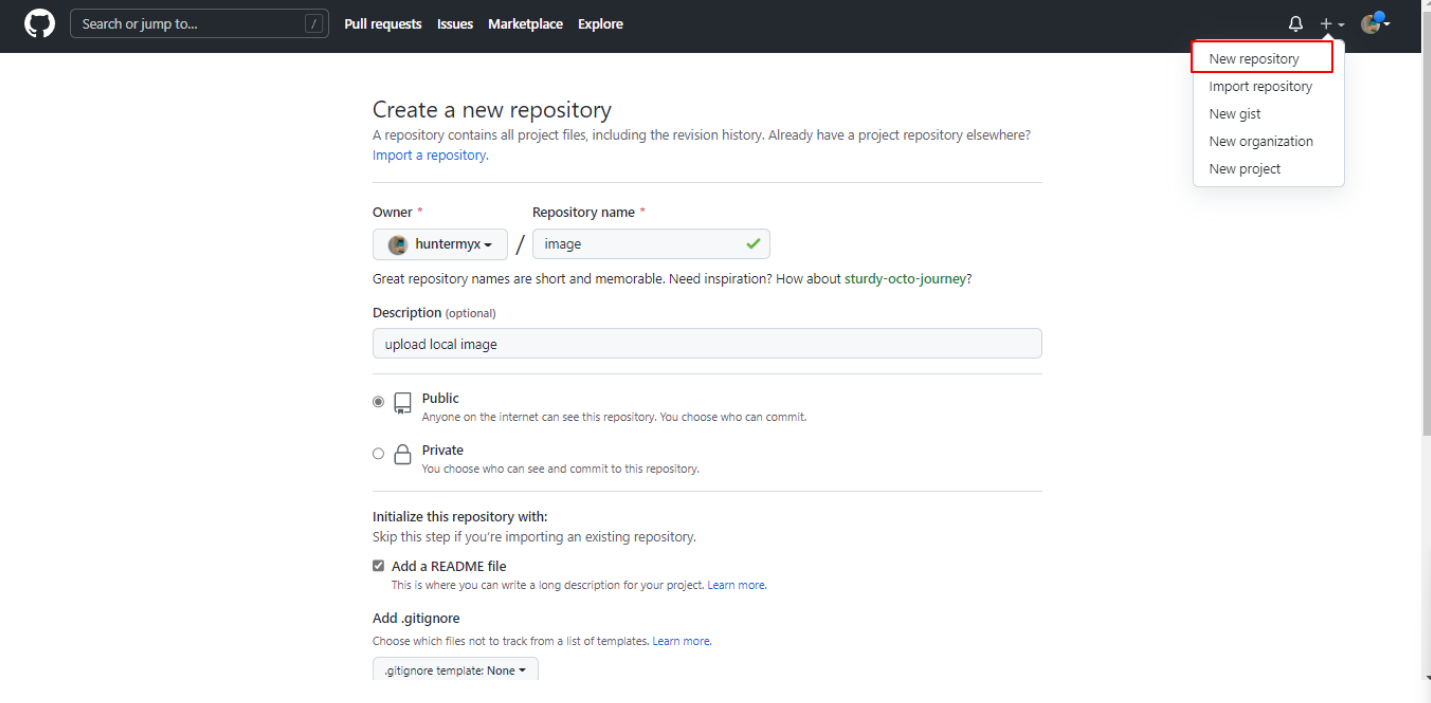 Search or jump to... / Pull requests Issues Marketplace Explore
New repository
Import repository
New gist
New organization
New project
Create a new repository
A repository contains all project files, including the revision history. Already have a project repository elsewhere?
Import a repository.
Owner * Repository name *
huntermyx / image
Great repository names are short and memorable. Need inspiration? How about sturdy-octo-journey?
Description (optional)
upload local image
Public
Anyone on the internet can see this repository. You choose who can commit.
Private
You choose who can see and commit to this repository.
Initialize this repository with:
Skip this step if you're importing an existing repository.
Add a README file
This is where you can write a long description for your project. Learn more.
Add .gitignore
Choose which files not to track from a list of templates. Learn more.
.gitignore template: None